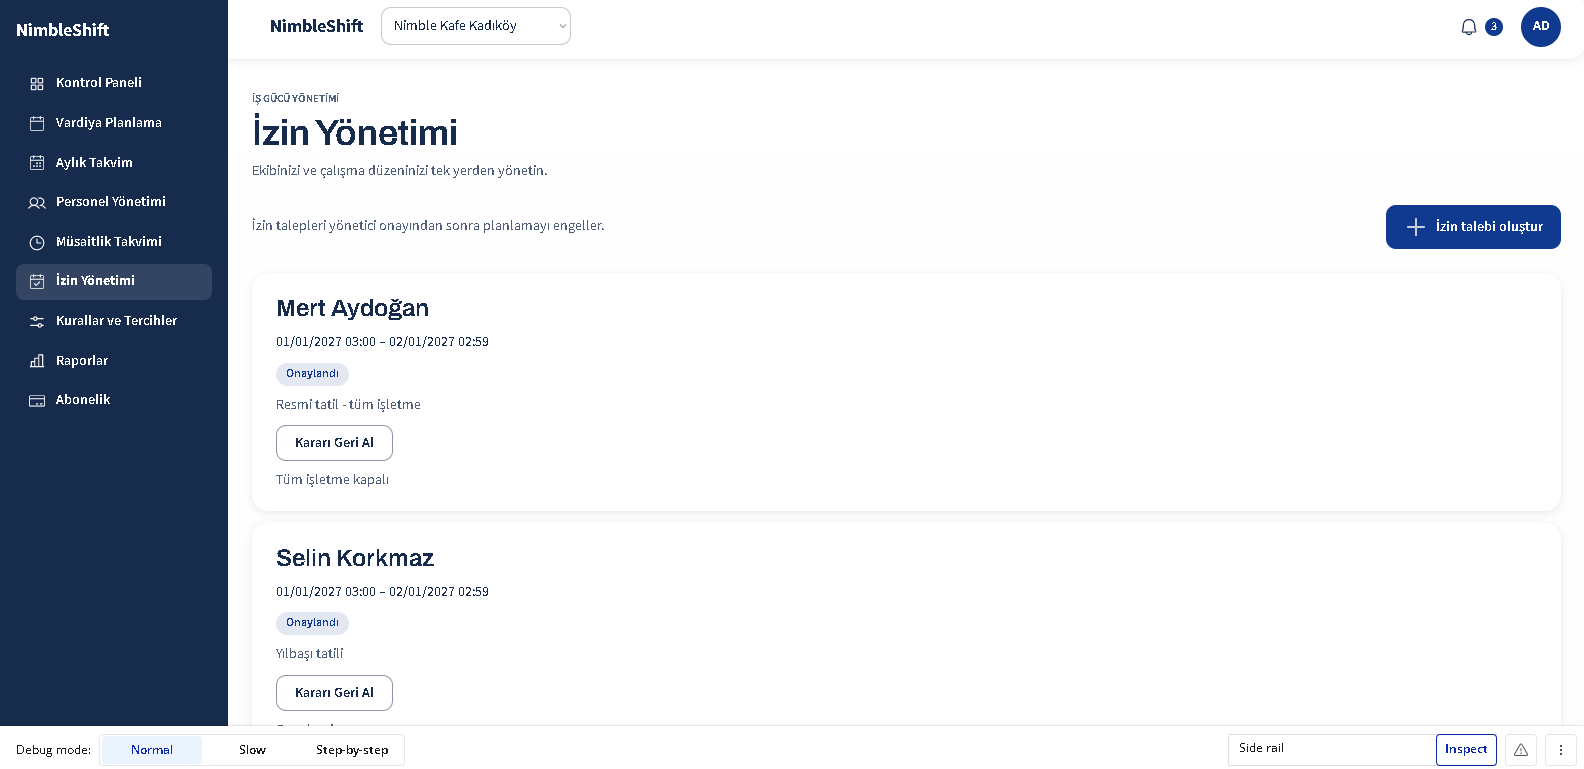 NimbleShift
Kontrol Paneli
Vardiya Planlama
Aylık Takvim
Personel Yönetimi
Müsaitlik Takvimi
İzin Yönetimi
Kurallar ve Tercihler
Raporlar
Abonelik
NimbleShift
Nimble Kafe Kadıköy
3
AD
İŞ GÜCÜ YÖNETİMİ
İzin Yönetimi
Ekibinizi ve çalışma düzeninizi tek yerden yönetin.
İzin talepleri yönetici onayından sonra planlamayı engeller.
İzin talebi oluştur
Mert Aydoğan
01/01/2027 03:00 – 02/01/2027 02:59
Onaylandı
Resmi tatil - tüm işletme
Kararı Geri Al
Tüm işletme kapalı
Selin Korkmaz
01/01/2027 03:00 – 02/01/2027 02:59
Onaylandı
Yılbaşı tatili
Kararı Geri Al
Debug mode:
Normal
Slow
Step-by-step
Side rail
Inspect